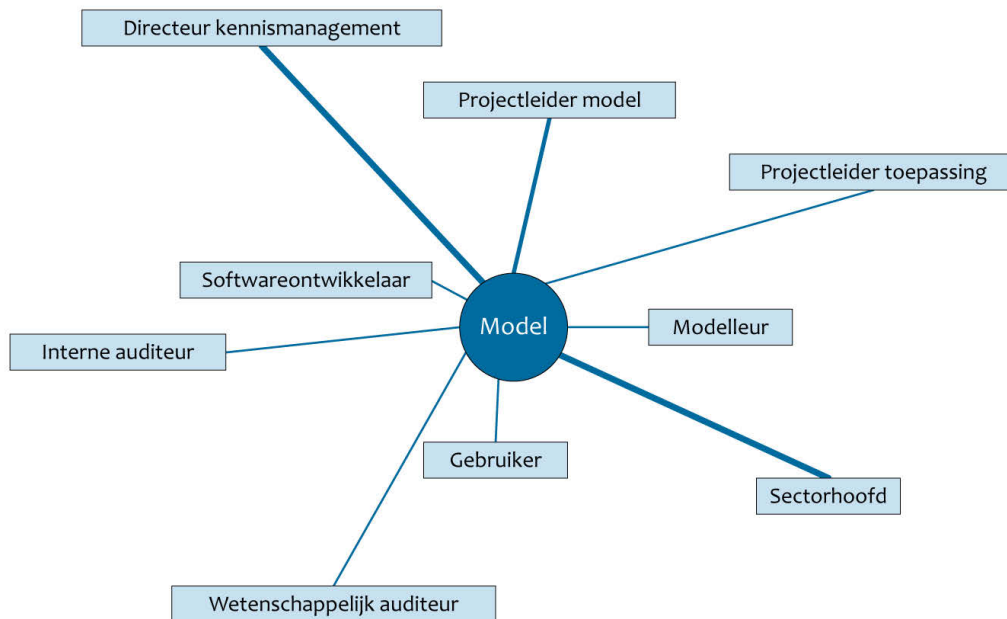 Directeur kennismanagement
Projectleider model
Projectleider toepassing
Softwareontwikkelaar
Model
Modelleur
Interne auditeur
Gebruiker
Sectorhoofd
Wetenschappelijk auditeur